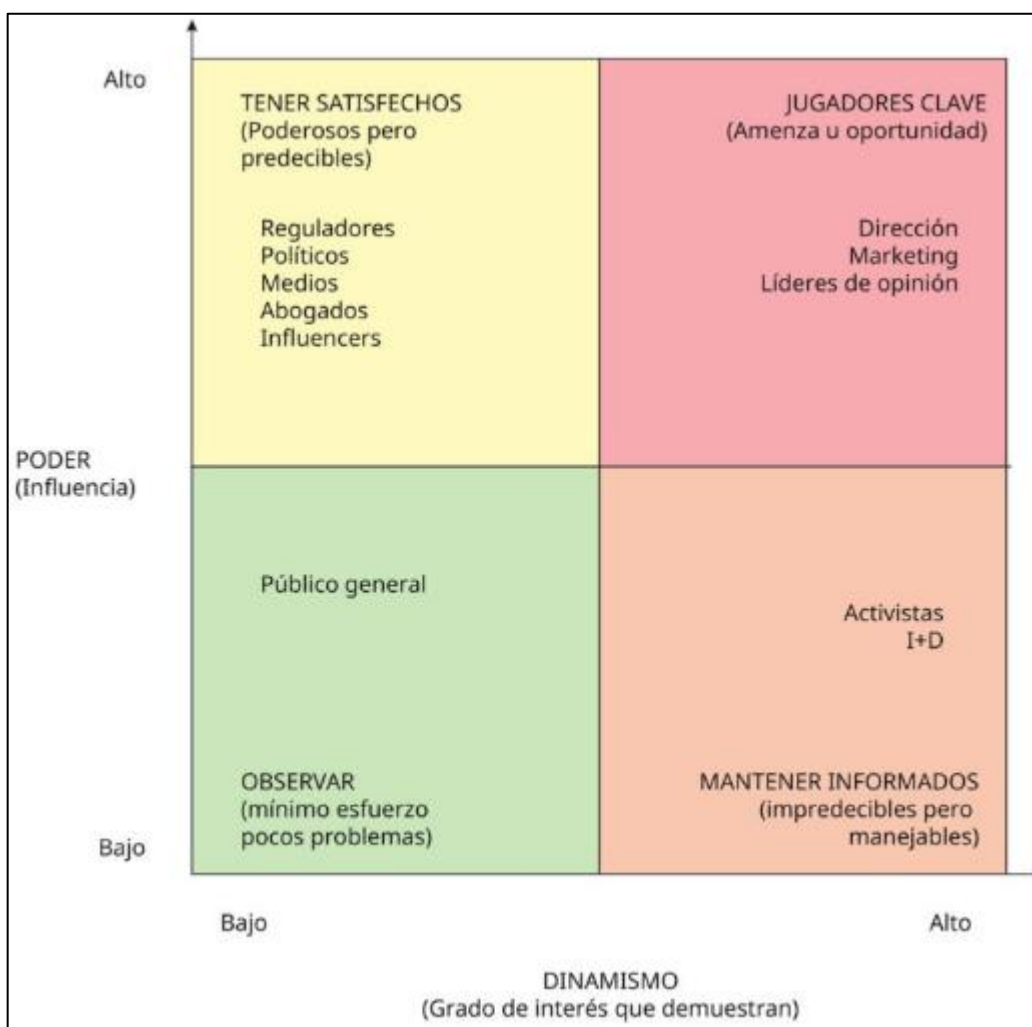 Alto
TENER SATISFECHOS
(Poderosos pero
predecibles)
Reguladores
Políticos
Medios
Abogados
Influencers
JUGADORES CLAVE
(Amenza u oportunidad)
Dirección
Marketing
Líderes de opinión
PODER
(Influencia)
Público general
OBSERVAR
(mínimo esfuerzo
pocos problemas)
Activistas
I+D
MANTENER INFORMADOS
(impredecibles pero
manejables)
Bajo
Bajo
Alto
DINAMISMO
(Grado de interés que demuestran)